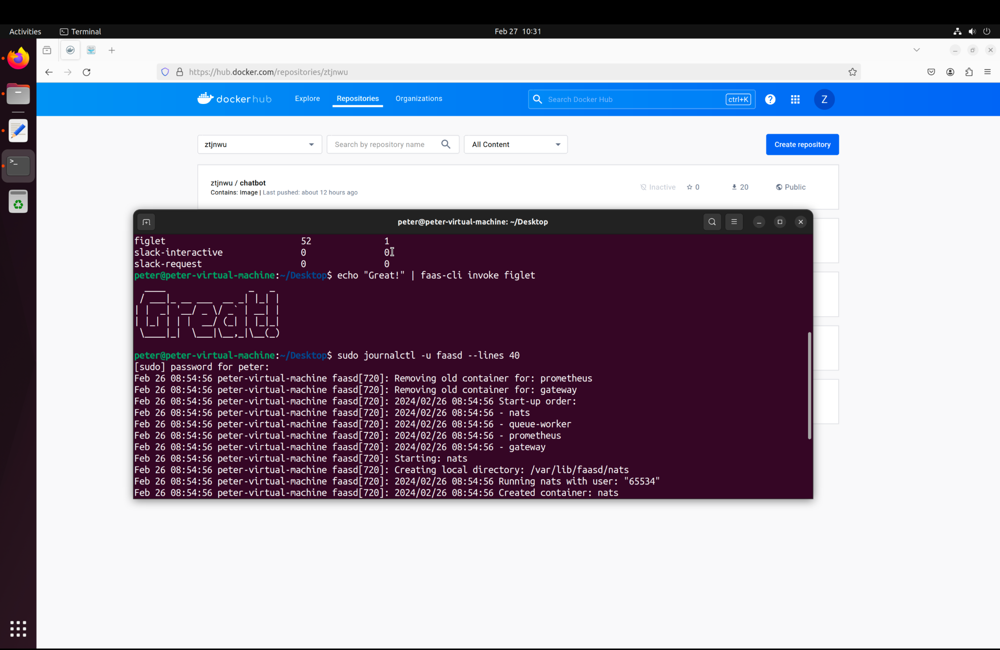 Activities
Terminal
Feb 27 10:31
https://hub.docker.com/repositories/ztjnwu
dockerhub
Explore
Repositories
Organizations
Search Docker Hub
ctrl+K
?
Z
ztjnwu
Search by repository name
All Content
Create repository
ztjnwu / chatbot
Contains: Image | Last pushed: about 12 hours ago
Inactive
0
20
Public
peter@peter-virtual-machine: ~/Desktop
figlet 52 1
slack-interactive 0 0
slack-request 0 0
peter@peter-virtual-machine:~/Desktop$ echo "Great!" | faas-cli invoke figlet
Great!
peter@peter-virtual-machine:~/Desktop$ sudo journalctl -u faasd --lines 40
[sudo] password for peter:
Feb 26 08:54:56 peter-virtual-machine faasd[720]: Removing old container for: prometheus
Feb 26 08:54:56 peter-virtual-machine faasd[720]: Removing old container for: gateway
Feb 26 08:54:56 peter-virtual-machine faasd[720]: 2024/02/26 08:54:56 Start-up order:
Feb 26 08:54:56 peter-virtual-machine faasd[720]: 2024/02/26 08:54:56 - nats
Feb 26 08:54:56 peter-virtual-machine faasd[720]: 2024/02/26 08:54:56 - queue-worker
Feb 26 08:54:56 peter-virtual-machine faasd[720]: 2024/02/26 08:54:56 - prometheus
Feb 26 08:54:56 peter-virtual-machine faasd[720]: 2024/02/26 08:54:56 - gateway
Feb 26 08:54:56 peter-virtual-machine faasd[720]: Starting: nats
Feb 26 08:54:56 peter-virtual-machine faasd[720]: Creating local directory: /var/lib/faasd/nats
Feb 26 08:54:56 peter-virtual-machine faasd[720]: 2024/02/26 08:54:56 Running nats with user: "65534"
Feb 26 08:54:56 peter-virtual-machine faasd[720]: 2024/02/26 08:54:56 Created container: nats